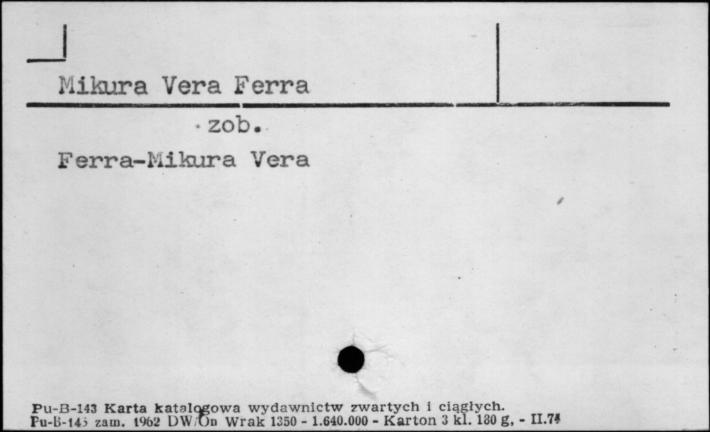 Mikura Vera Ferra
zob.
Ferra-Mikura Vera
Pu-B-143 Karta katalogowa wydawnictw zwartych i ciągłych.
Pu-B-143 zam. 1962 DW/On Wrak 1350 - 1.640.000 - Karton 3 kl. 180 g, - II.74